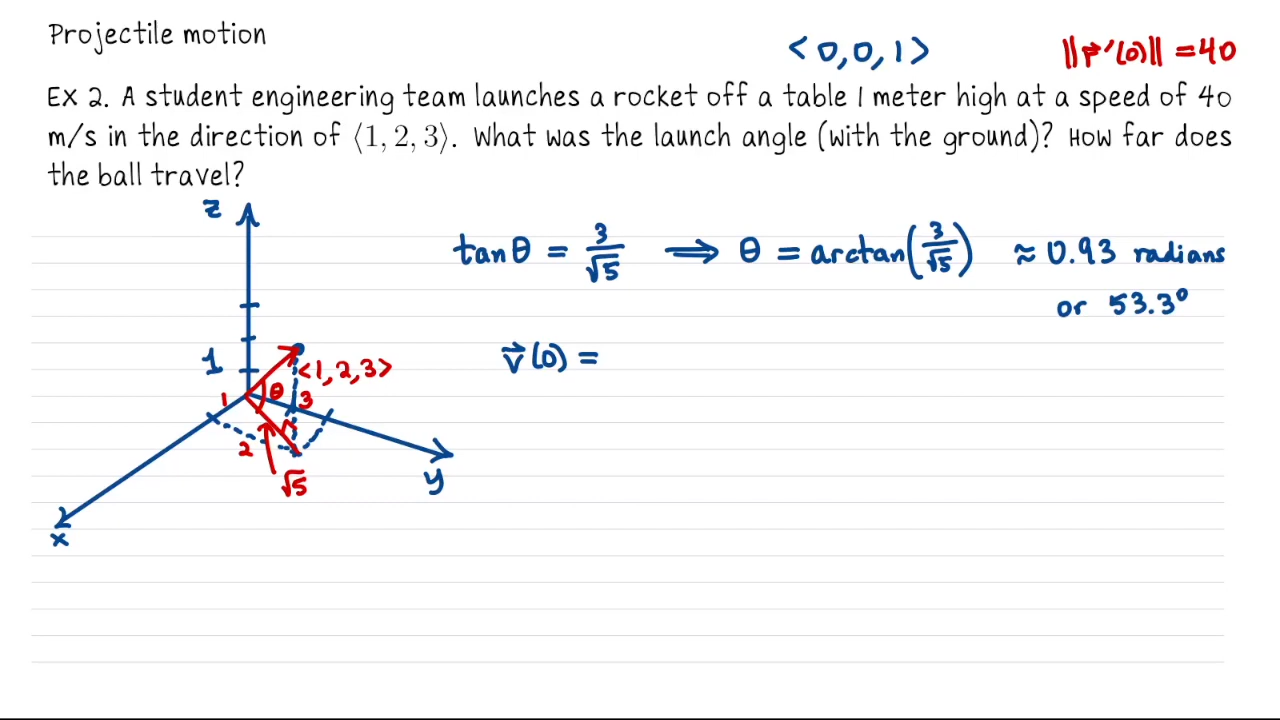 Projectile motion
<0,0,1>
||r⃗'(0)|| = 40
Ex 2. A student engineering team launches a rocket off a table 1 meter high at a speed of 40
m/s in the direction of ⟨1, 2, 3⟩. What was the launch angle (with the ground)? How far does
the ball travel?
z
tanθ = 3/√5 ⟹ θ = arctan(3/√5) ≈ 0.93 radians
or 53.3°
1
v⃗(0) =
<1,2,3>
1
θ
3
2
√5
y
x